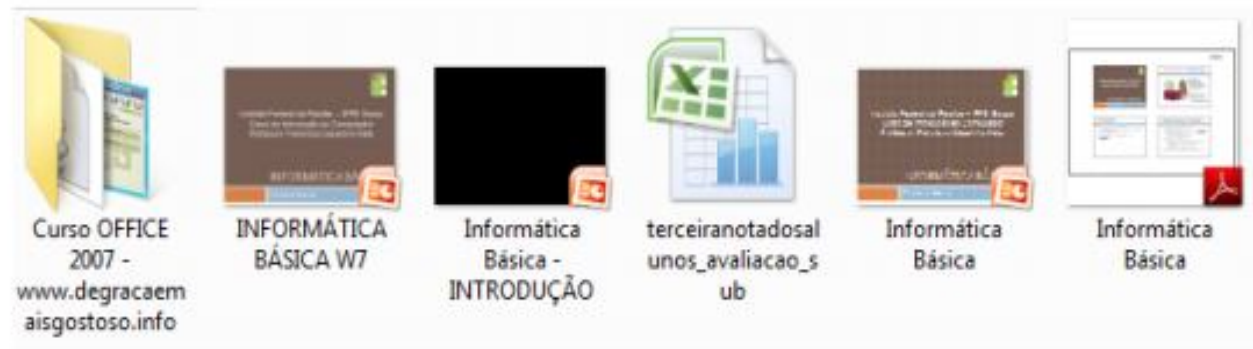 Curso OFFICE
2007 -
www.degracaem
aisgostoso.info
INFORMÁTICA
BÁSICA W7
Informática
Básica -
INTRODUÇÃO
terceiranotadosal
unos_avaliacao_s
ub
Informática
Básica
Informática
Básica